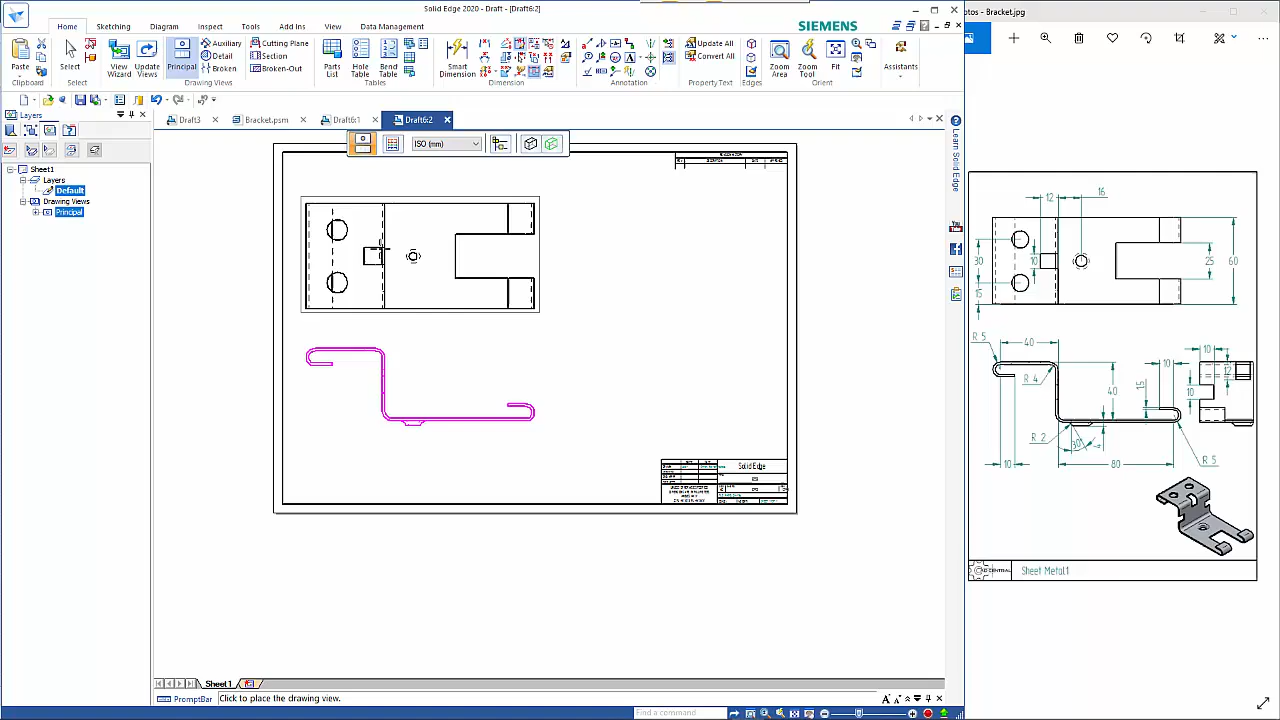 Solid Edge 2020 - Draft - [Draft6:2]
otos - Bracket.jpg
Home Sketching Diagram Inspect Tools Add Ins View Data Management
SIEMENS
Paste
Clipboard
Select
Select
View Wizard
Update Views
Principal
Auxiliary
Detail
Broken
Cutting Plane
Section
Broken-Out
Drawing Views
Parts List
Hole Table
Bend Table
Tables
Smart Dimension
Dimension
Annotation
Update All
Convert All
Property Text
Edges
Zoom Area
Zoom Tool
Fit
Orient
Assistants
Assistants
Layers
Draft3 Bracket.psm Draft6:1 Draft6:2
ISO (mm)
Learn Solid Edge
Sheet1
Layers
Default
Drawing Views
Principal
Solid Edge
12 16
30 10 25 60
15
R 5 40 10
R 4 10 12
15 40 10
R 2 30°
10 80 R 5
Sheet Metal1
Sheet1
PromptBar Click to place the drawing view.
Find a command